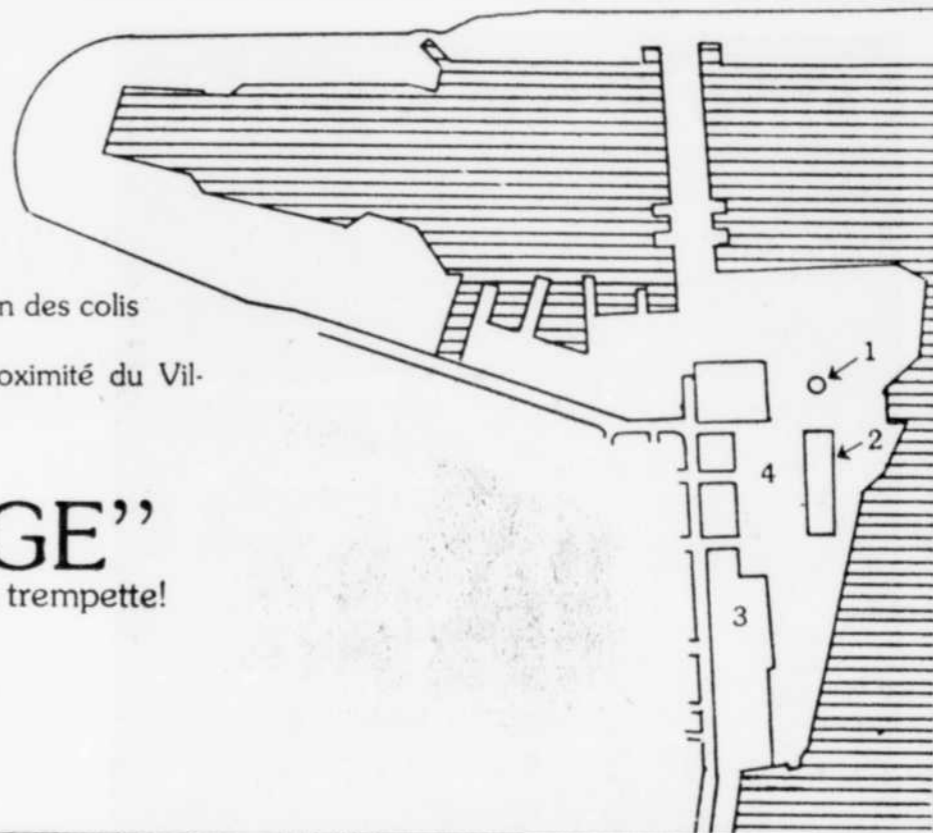 n des colis
oximité du Vil-
GE”
trempette!
1
2
4
3